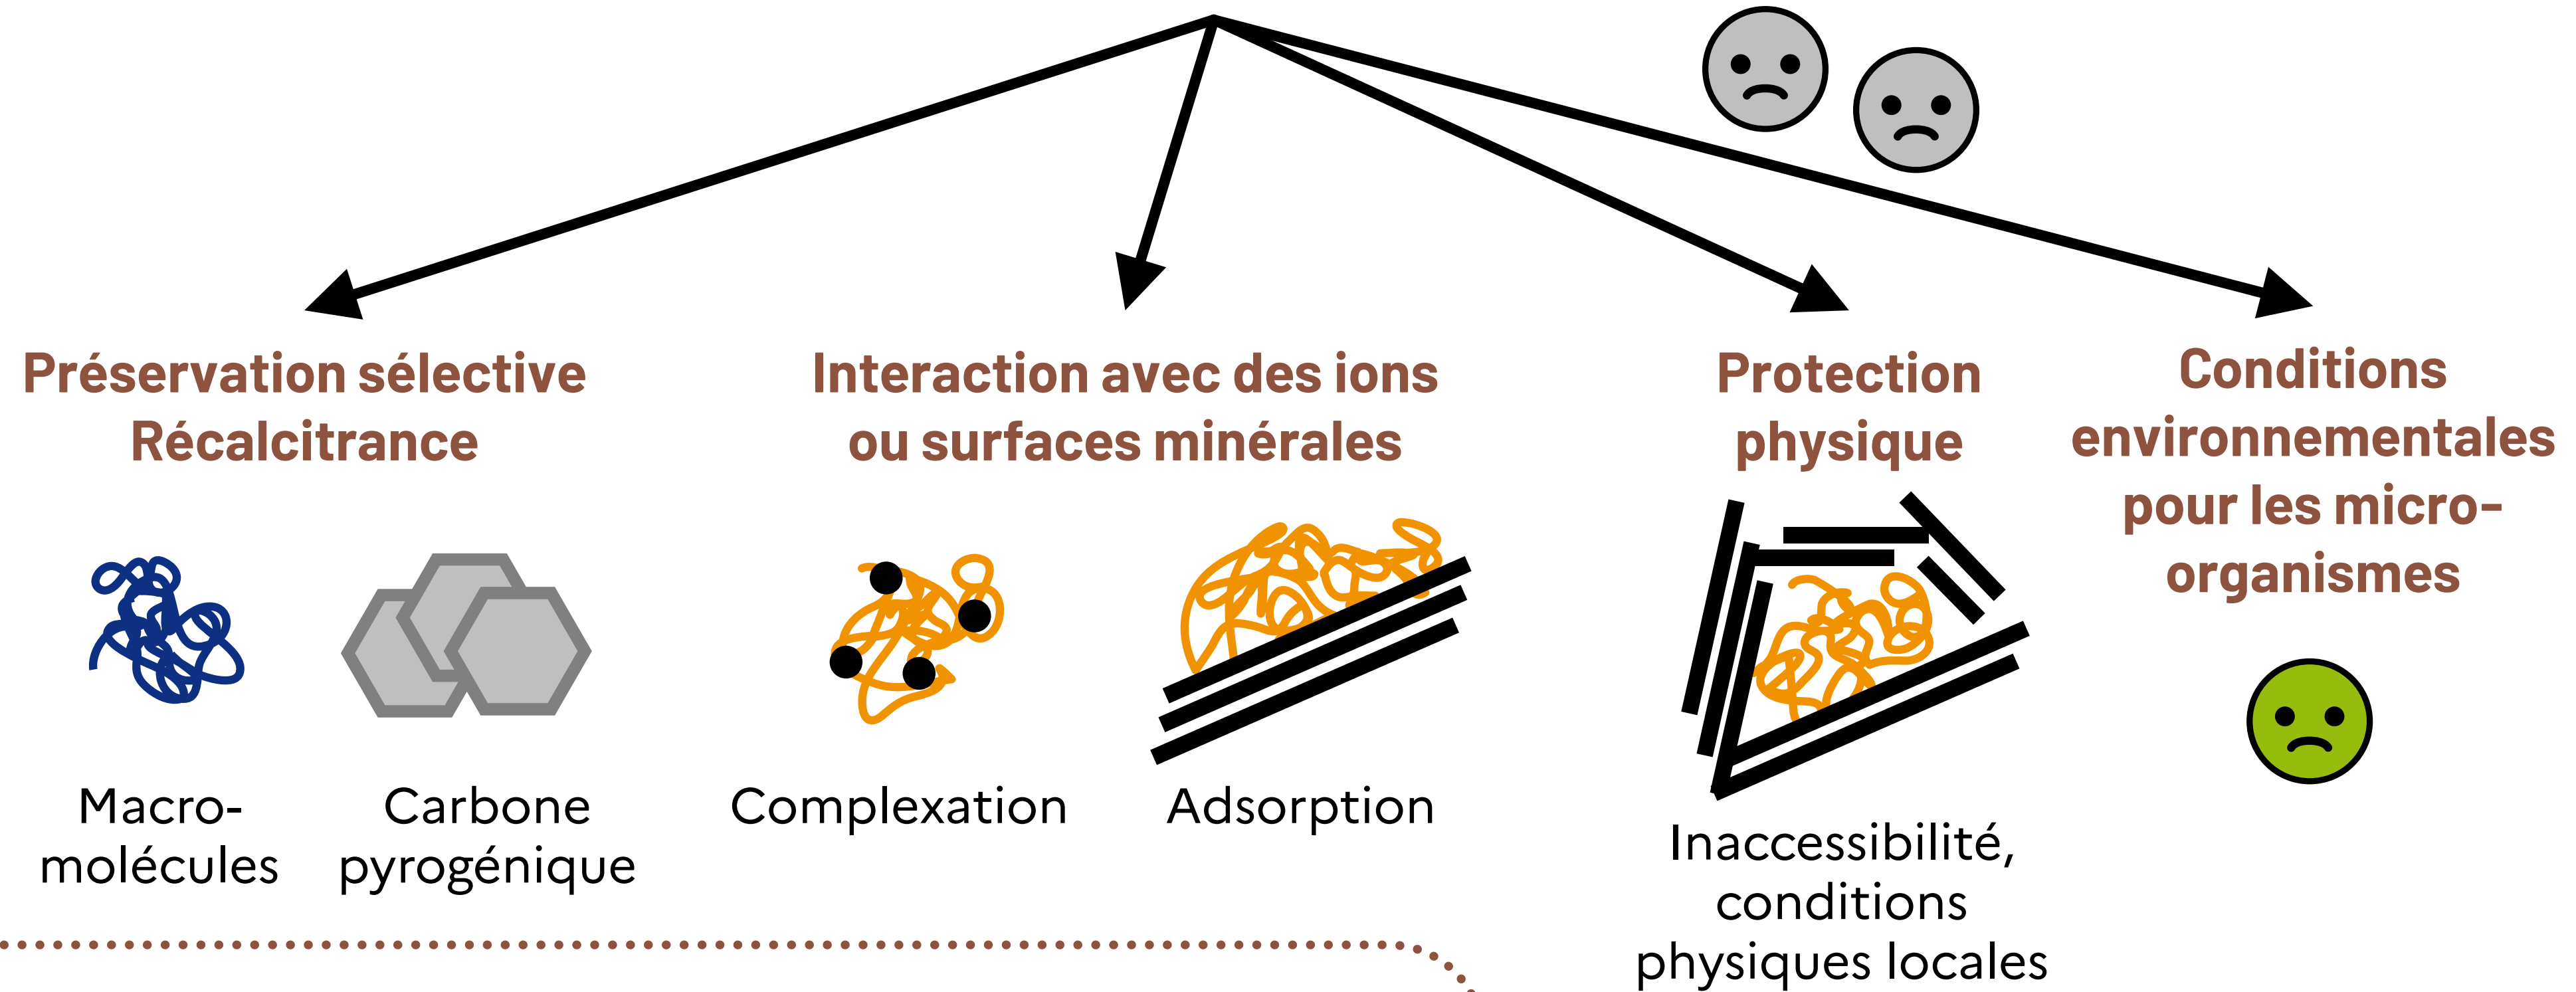 Préservation sélective
Récalcitrance
Interaction avec des ions
ou surfaces minérales
Protection
physique
Conditions
environnementales
pour les micro-
organismes
Macro-
molécules
Carbone
pyrogénique
Complexation
Adsorption
Inaccessibilité,
conditions
physiques locales